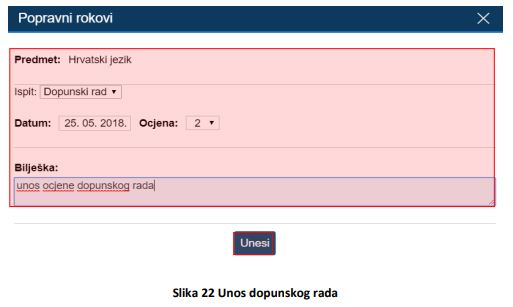 Popravni rokovi
Predmet: Hrvatski jezik
Ispit: Dopunski rad
Datum: 25. 05. 2018. Ocjena: 2
Bilješka:
unos ocjene dopunskog rada
Unesi
Slika 22 Unos dopunskog rada